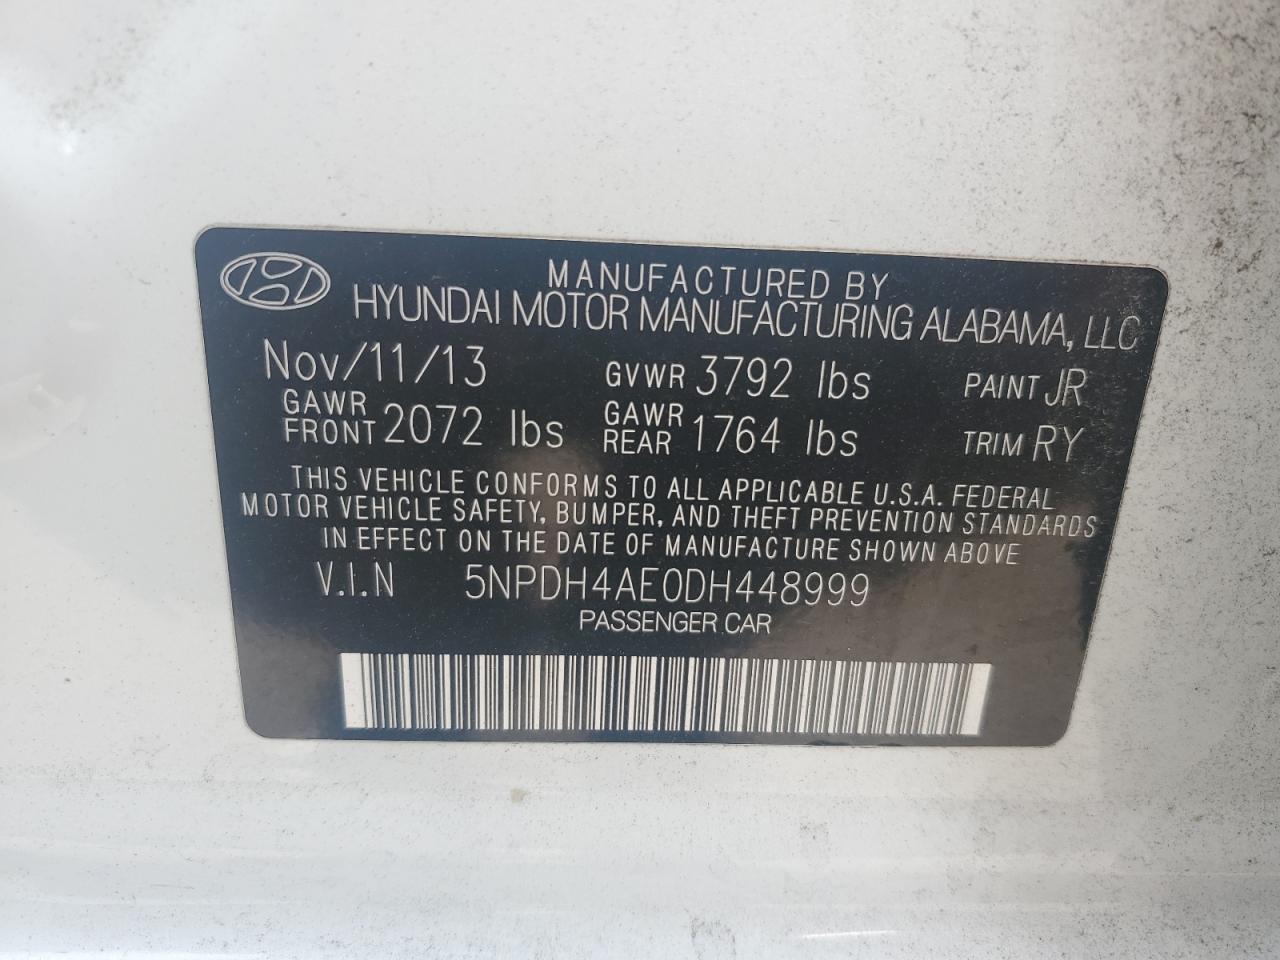 MANUFACTURED BY
HYUNDAI MOTOR MANUFACTURING ALABAMA, LLC
Nov/11/13 GVWR 3792 lbs PAINT JR
GAWR FRONT 2072 lbs GAWR REAR 1764 lbs TRIM RY
THIS VEHICLE CONFORMS TO ALL APPLICABLE U.S.A. FEDERAL
MOTOR VEHICLE SAFETY, BUMPER, AND THEFT PREVENTION STANDARDS
IN EFFECT ON THE DATE OF MANUFACTURE SHOWN ABOVE
V.I.N 5NPDH4AE0DH448999
PASSENGER CAR